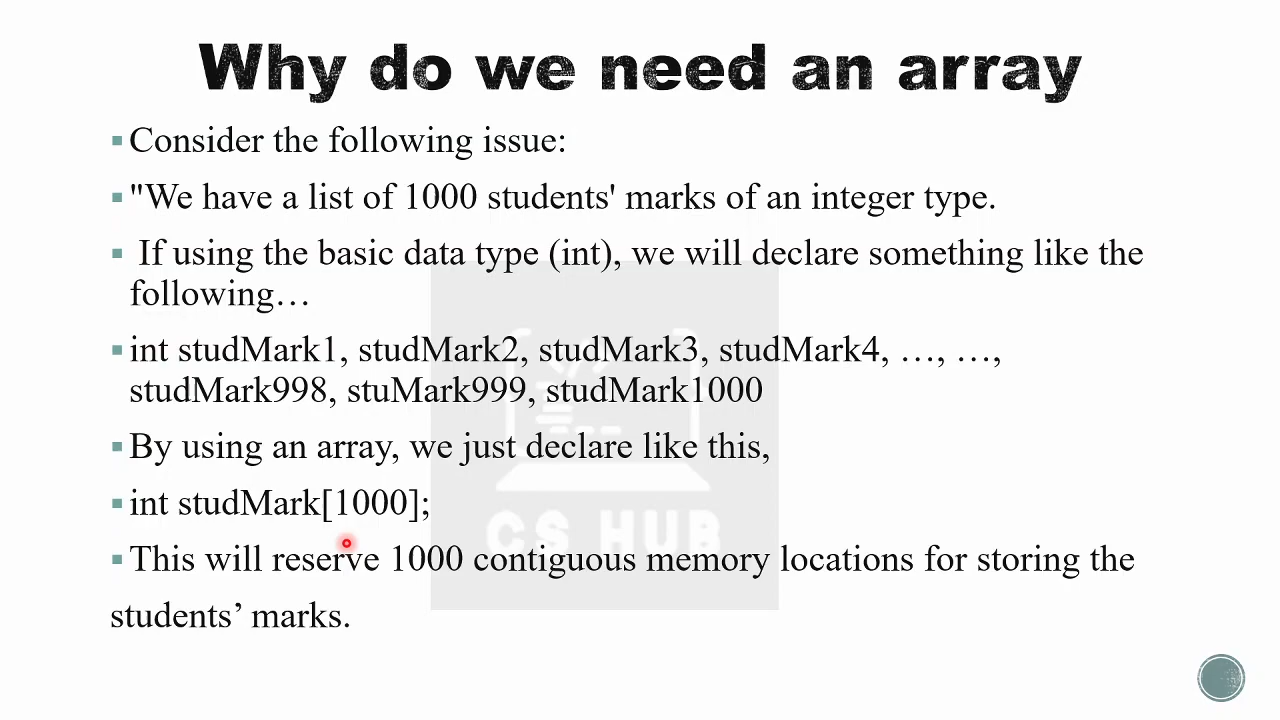 Why do we need an array
▪Consider the following issue:
▪"We have a list of 1000 students' marks of an integer type.
▪ If using the basic data type (int), we will declare something like the
following…
▪int studMark1, studMark2, studMark3, studMark4, …, …,
studMark998, stuMark999, studMark1000
▪By using an array, we just declare like this,
▪int studMark[1000];
▪This will reserve 1000 contiguous memory locations for storing the
students’ marks.
CS HUB